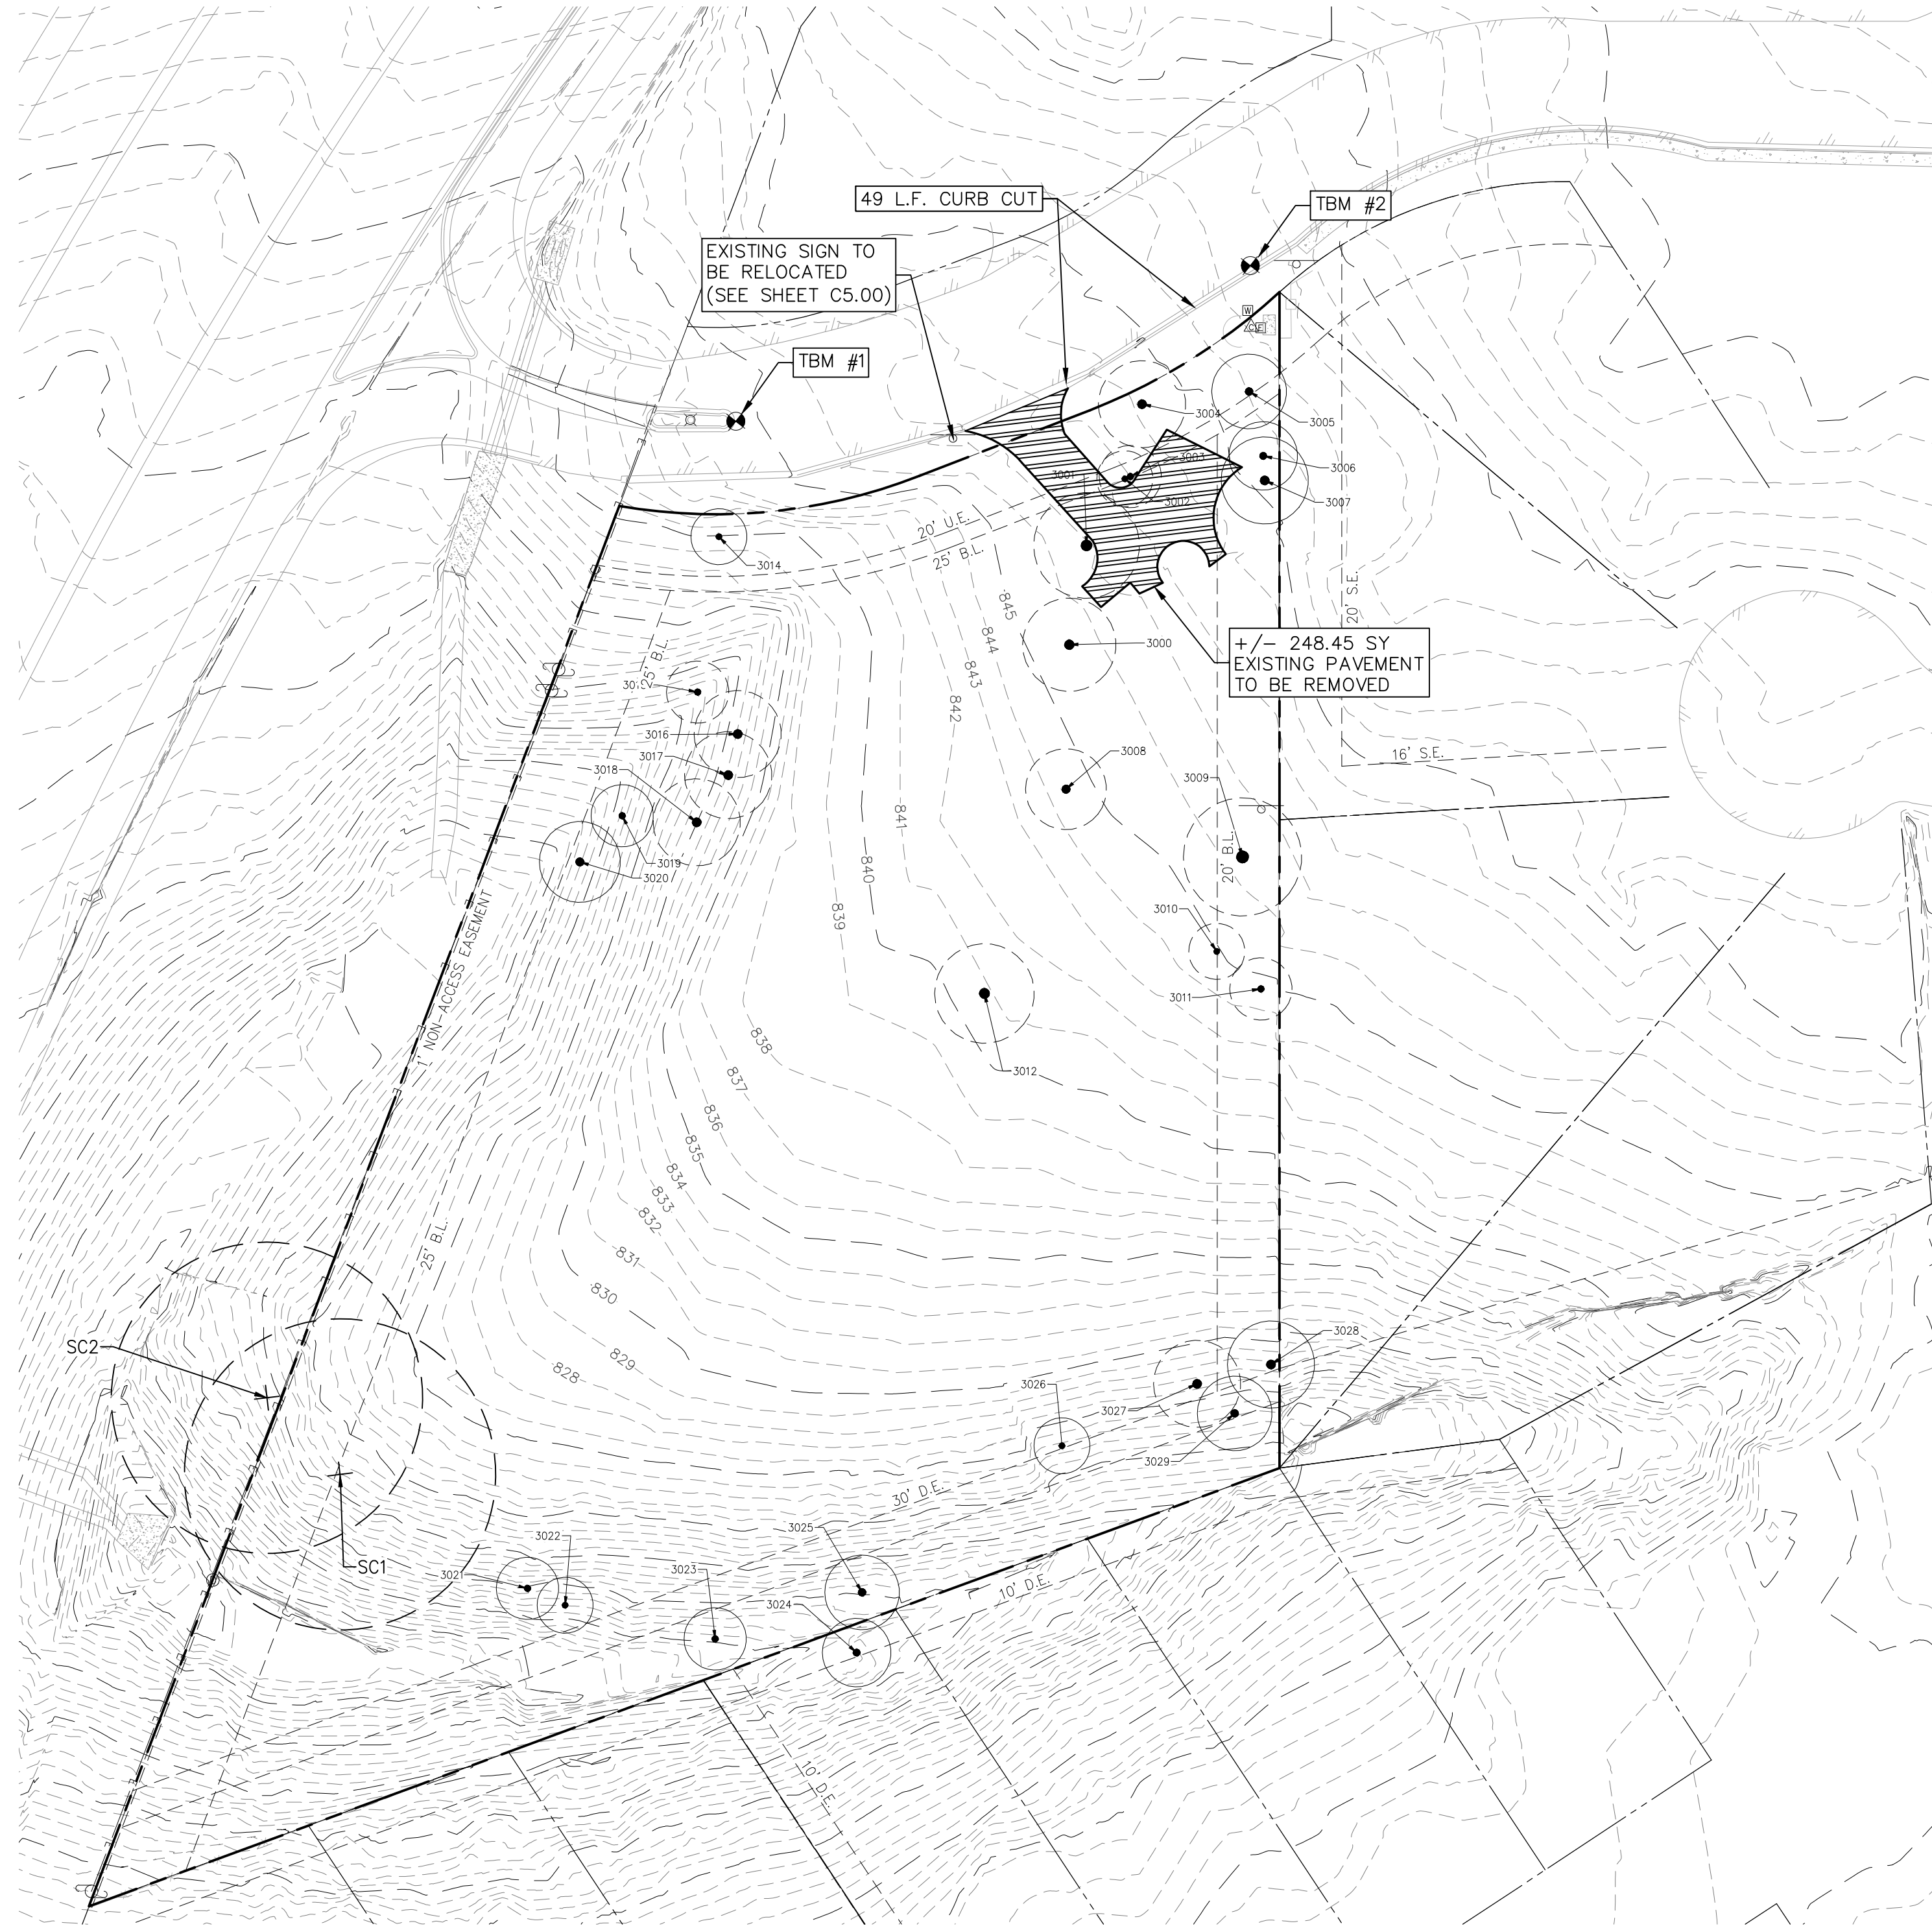 49 L.F. CURB CUT
TBM #2
EXISTING SIGN TO
BE RELOCATED
(SEE SHEET C5.00)
TBM #1
W
C
E
3004
3005
3003
3006
3001
3002
3007
20' U.E.
25' B.L.
3014
845
844
843
842
20' S.E.
3000
+/- 248.45 SY
EXISTING PAVEMENT
TO BE REMOVED
25' B.L.
3016
3017
3018
3008
3009
16' S.E.
841
840
839
3019
3020
20' B.L.
3010
3011
1' NON-ACCESS EASEMENT
3012
838
837
836
835
834
833
832
831
830
829
828
25' B.L.
SC2
SC1
3028
3026
3027
3029
30' D.E.
3025
3022
3021
3023
3024
10' D.E.
10' D.E.